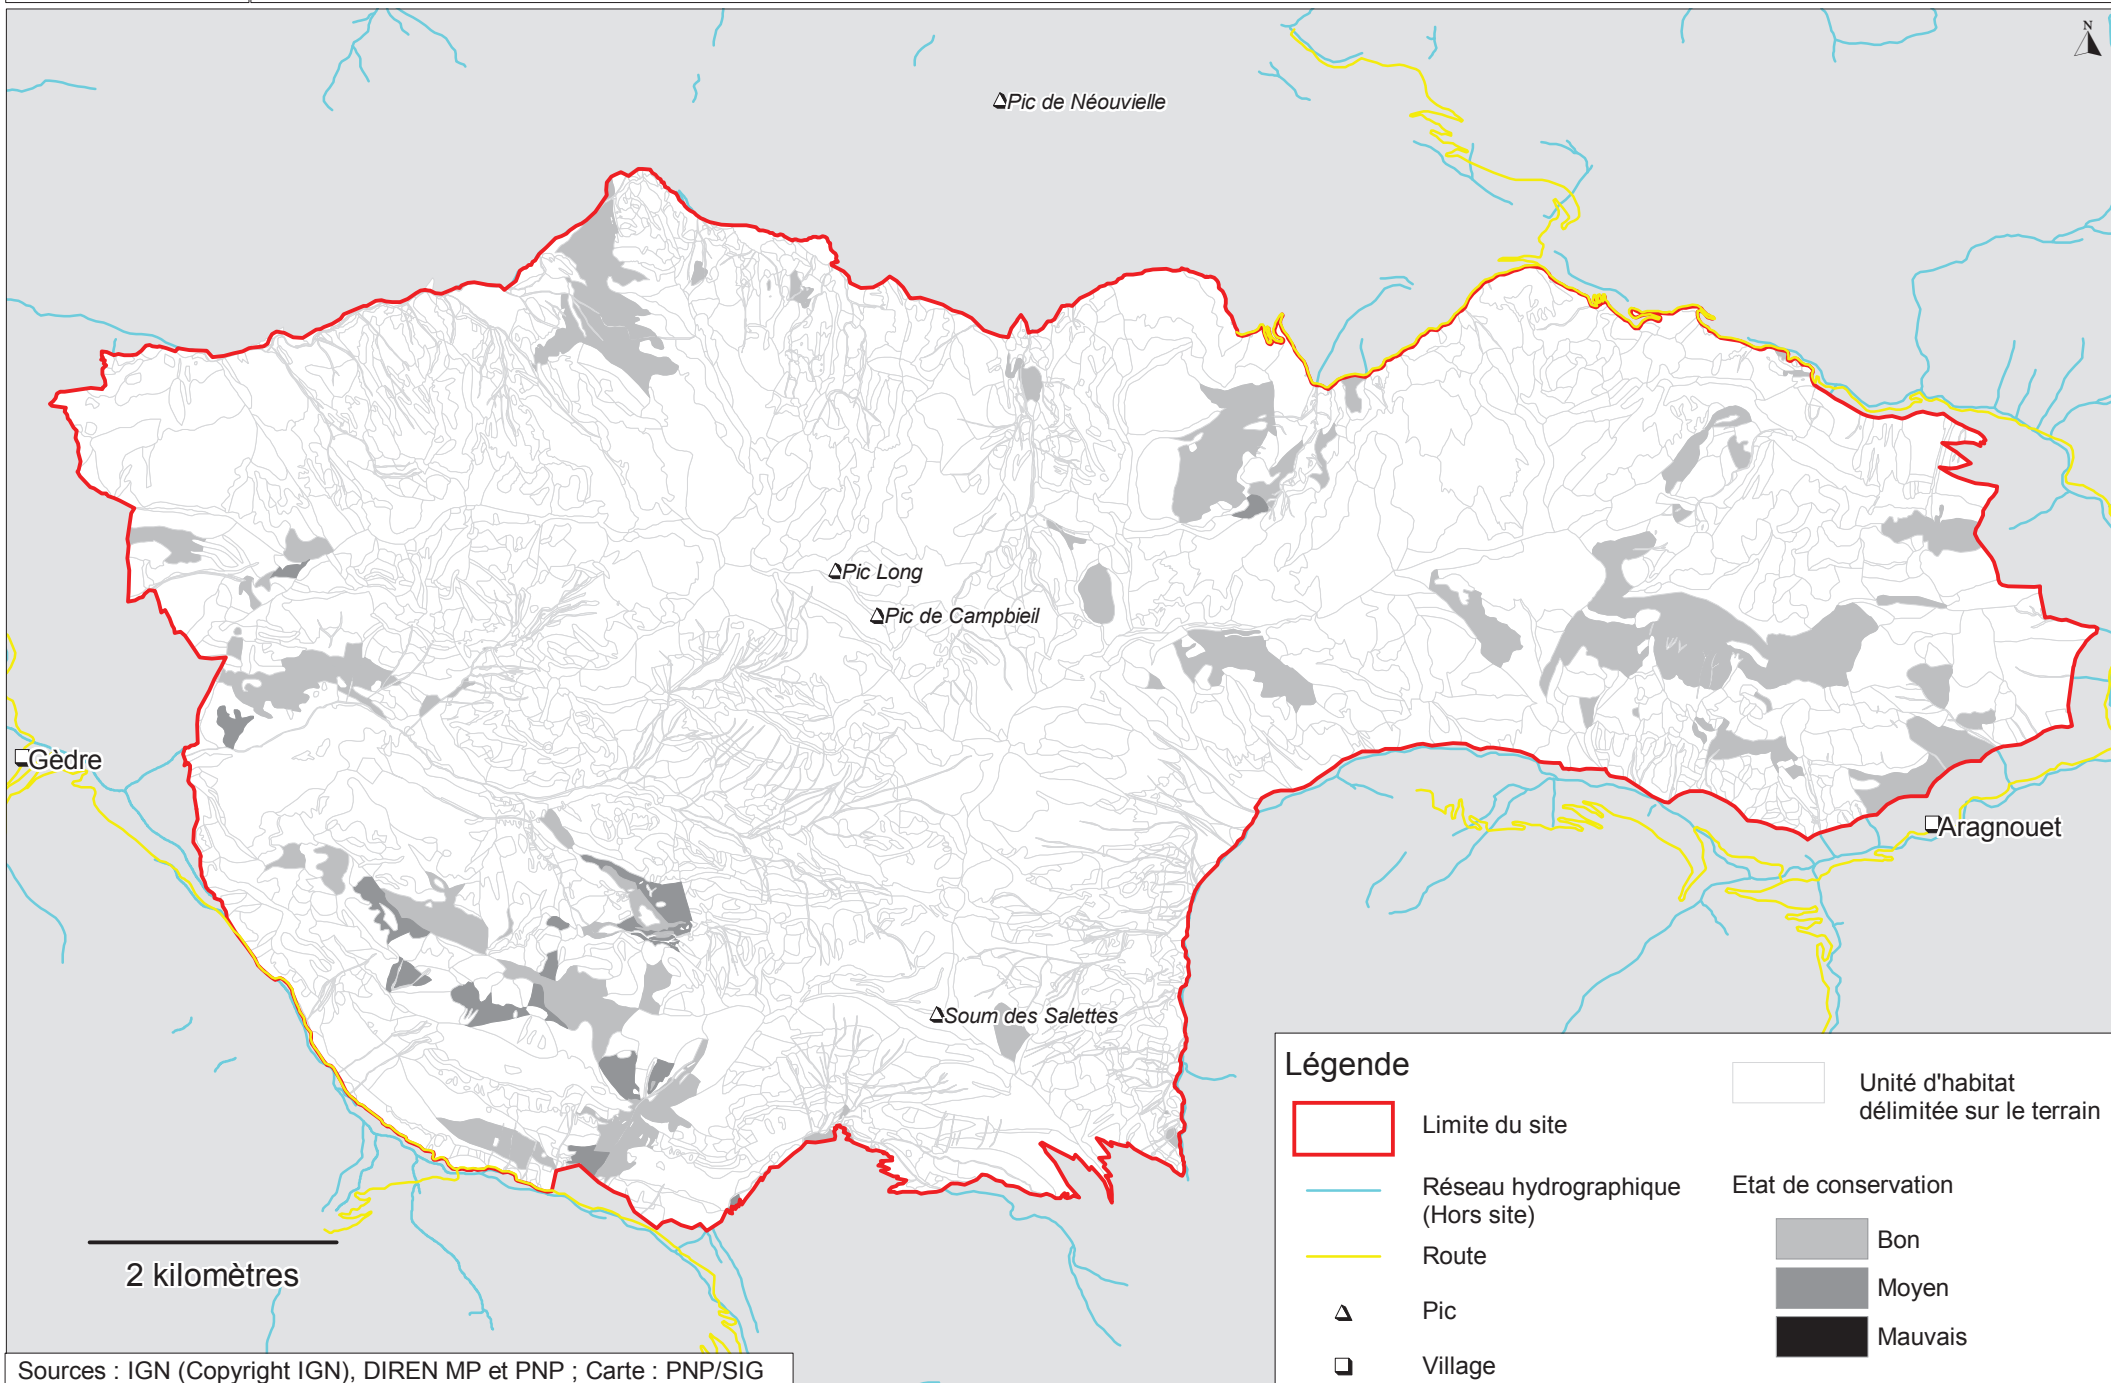 N
Pic de Néouvielle
Pic Long
Pic de Campbieil
Gèdre
Aragnouet
Soum des Salettes
2 kilomètres
Légende
Limite du site
Réseau hydrographique
(Hors site)
Route
Pic
Village
Unité d'habitat
délimitée sur le terrain
Etat de conservation
Bon
Moyen
Mauvais
Sources : IGN (Copyright IGN), DIREN MP et PNP ; Carte : PNP/SIG